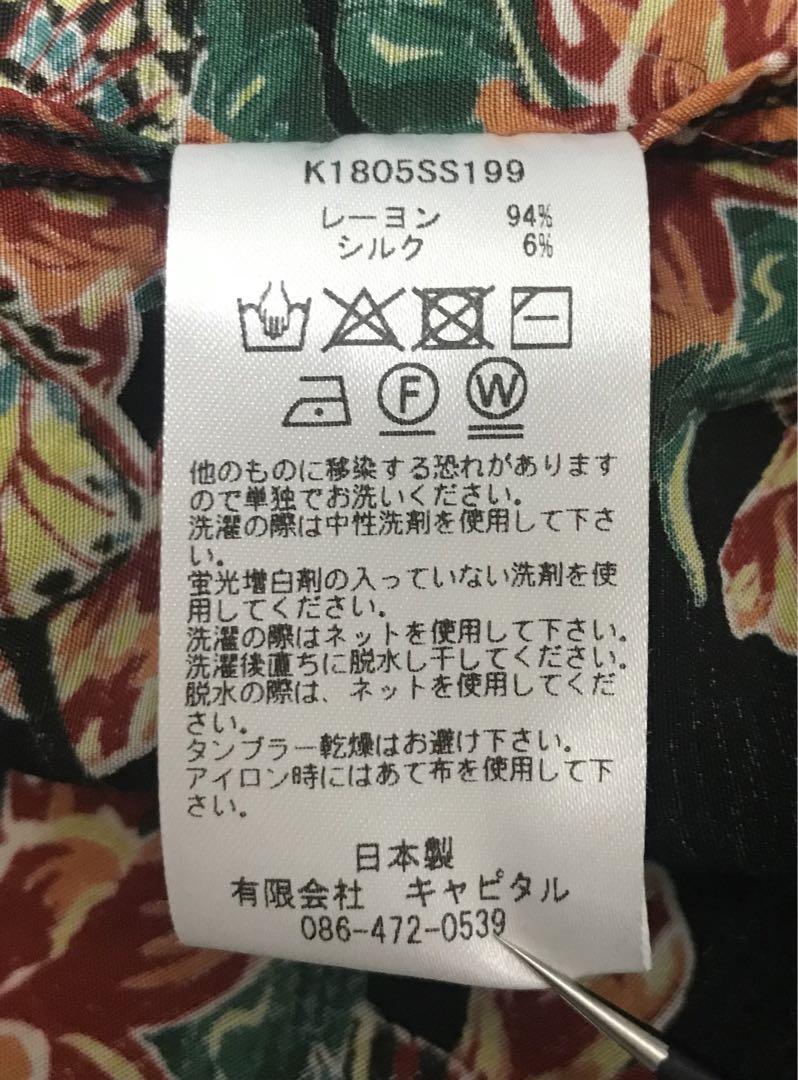 K1805SS199
レーヨン 94%
シルク 6%
F W
他のものに移染する恐れがあります
ので単独でお洗いください。
洗濯の際は中性洗剤を使用して下さ
い。
蛍光増白剤の入っていない洗剤を使
用してください。
洗濯の際はネットを使用して下さい。
洗濯後直ちに脱水し干してください。
脱水の際は、ネットを使用してくだ
さい。
タンブラー乾燥はお避け下さい。
アイロン時にはあて布を使用して下
さい。
日本製
有限会社 キャピタル
086-472-0539